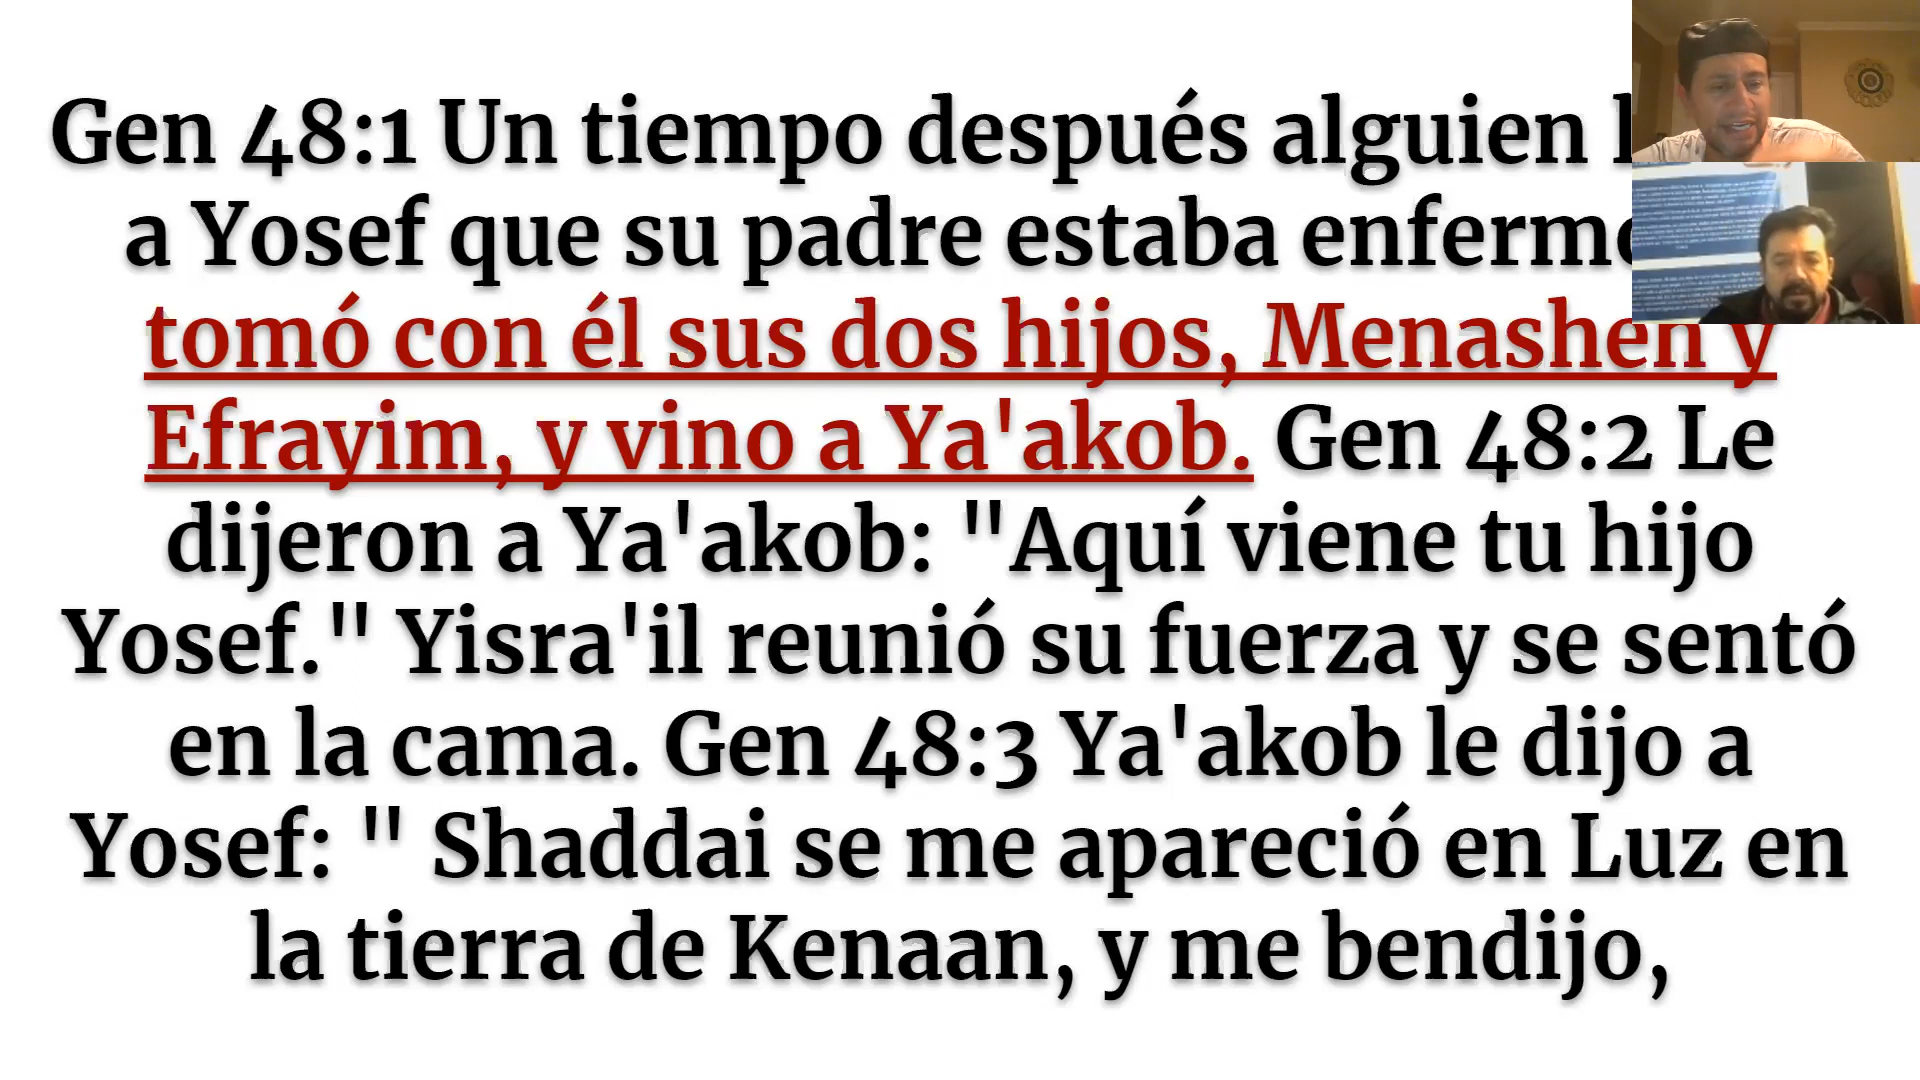 Gen 48:1 Un tiempo después alguien
a Yosef que su padre estaba
tomó con él sus dos hijos, Menasheh y
Efrayim, y vino a Ya'akob. Gen 48:2 Le
dijeron a Ya'akob: "Aquí viene tu hijo
Yosef." Yisra'il reunió su fuerza y se sentó
en la cama. Gen 48:3 Ya'akob le dijo a
Yosef: " Shaddai se me apareció en Luz en
la tierra de Kenaan, y me bendijo,